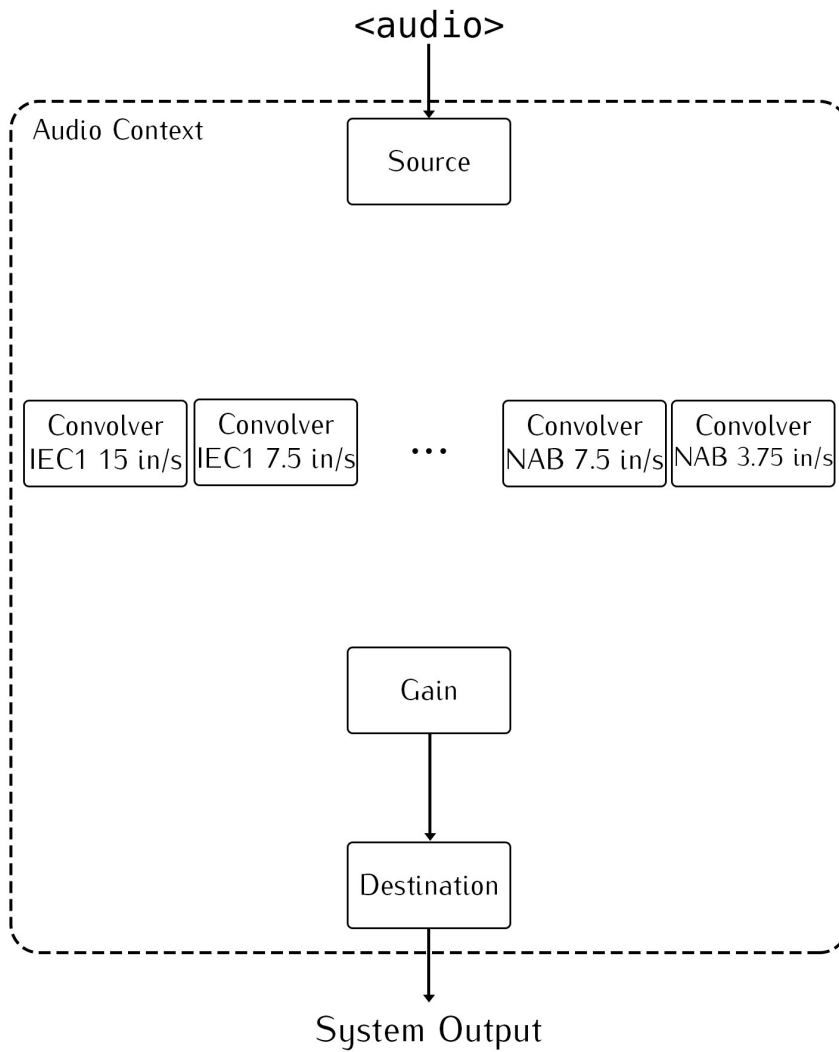 <audio>
Audio Context
Source
Convolver
IEC1 15 in/s
Convolver
IEC1 7.5 in/s
...
Convolver
NAB 7.5 in/s
Convolver
NAB 3.75 in/s
Gain
Destination
System Output